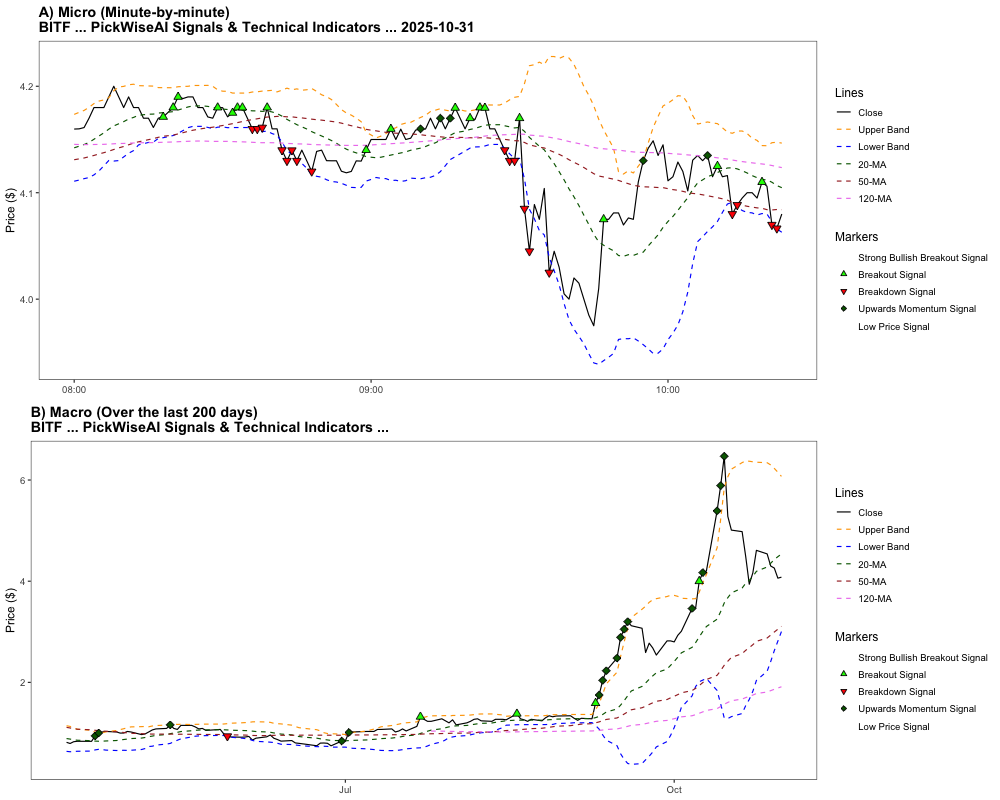 A) Micro (Minute-by-minute)
BITF ... PickWiseAI Signals & Technical Indicators ... 2025-10-31
Price ($)
4.2
4.1
4.0
08:00
09:00
10:00
Lines
Close
Upper Band
Lower Band
20-MA
50-MA
120-MA
Markers
Strong Bullish Breakout Signal
Breakout Signal
Breakdown Signal
Upwards Momentum Signal
Low Price Signal
B) Macro (Over the last 200 days)
BITF ... PickWiseAI Signals & Technical Indicators ...
Price ($)
6
4
2
Jul
Oct
Lines
Close
Upper Band
Lower Band
20-MA
50-MA
120-MA
Markers
Strong Bullish Breakout Signal
Breakout Signal
Breakdown Signal
Upwards Momentum Signal
Low Price Signal